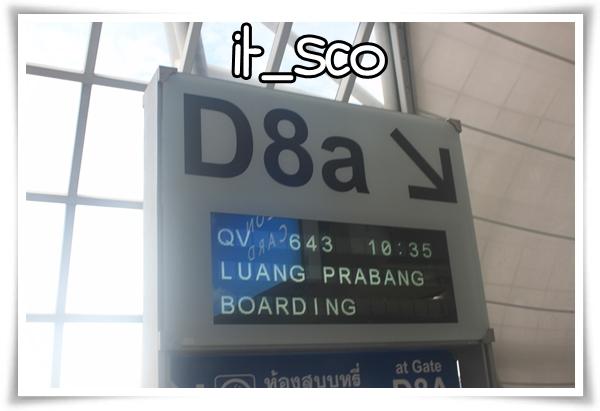 it_sco
D8a
QV 643 10:35
LUANG PRABANG
BOARDING
ห้องสูบบุหรี่
at Gate
D8A